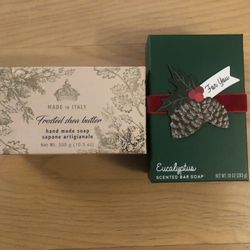 MADE IN ITALY
Frosted shea butter
hand made soap
sapone artigianale
Net Wt. 300 g (10.5 oz)
For You
Eucalyptus
SCENTED BAR SOAP
NET WT. 10 OZ (283 g)